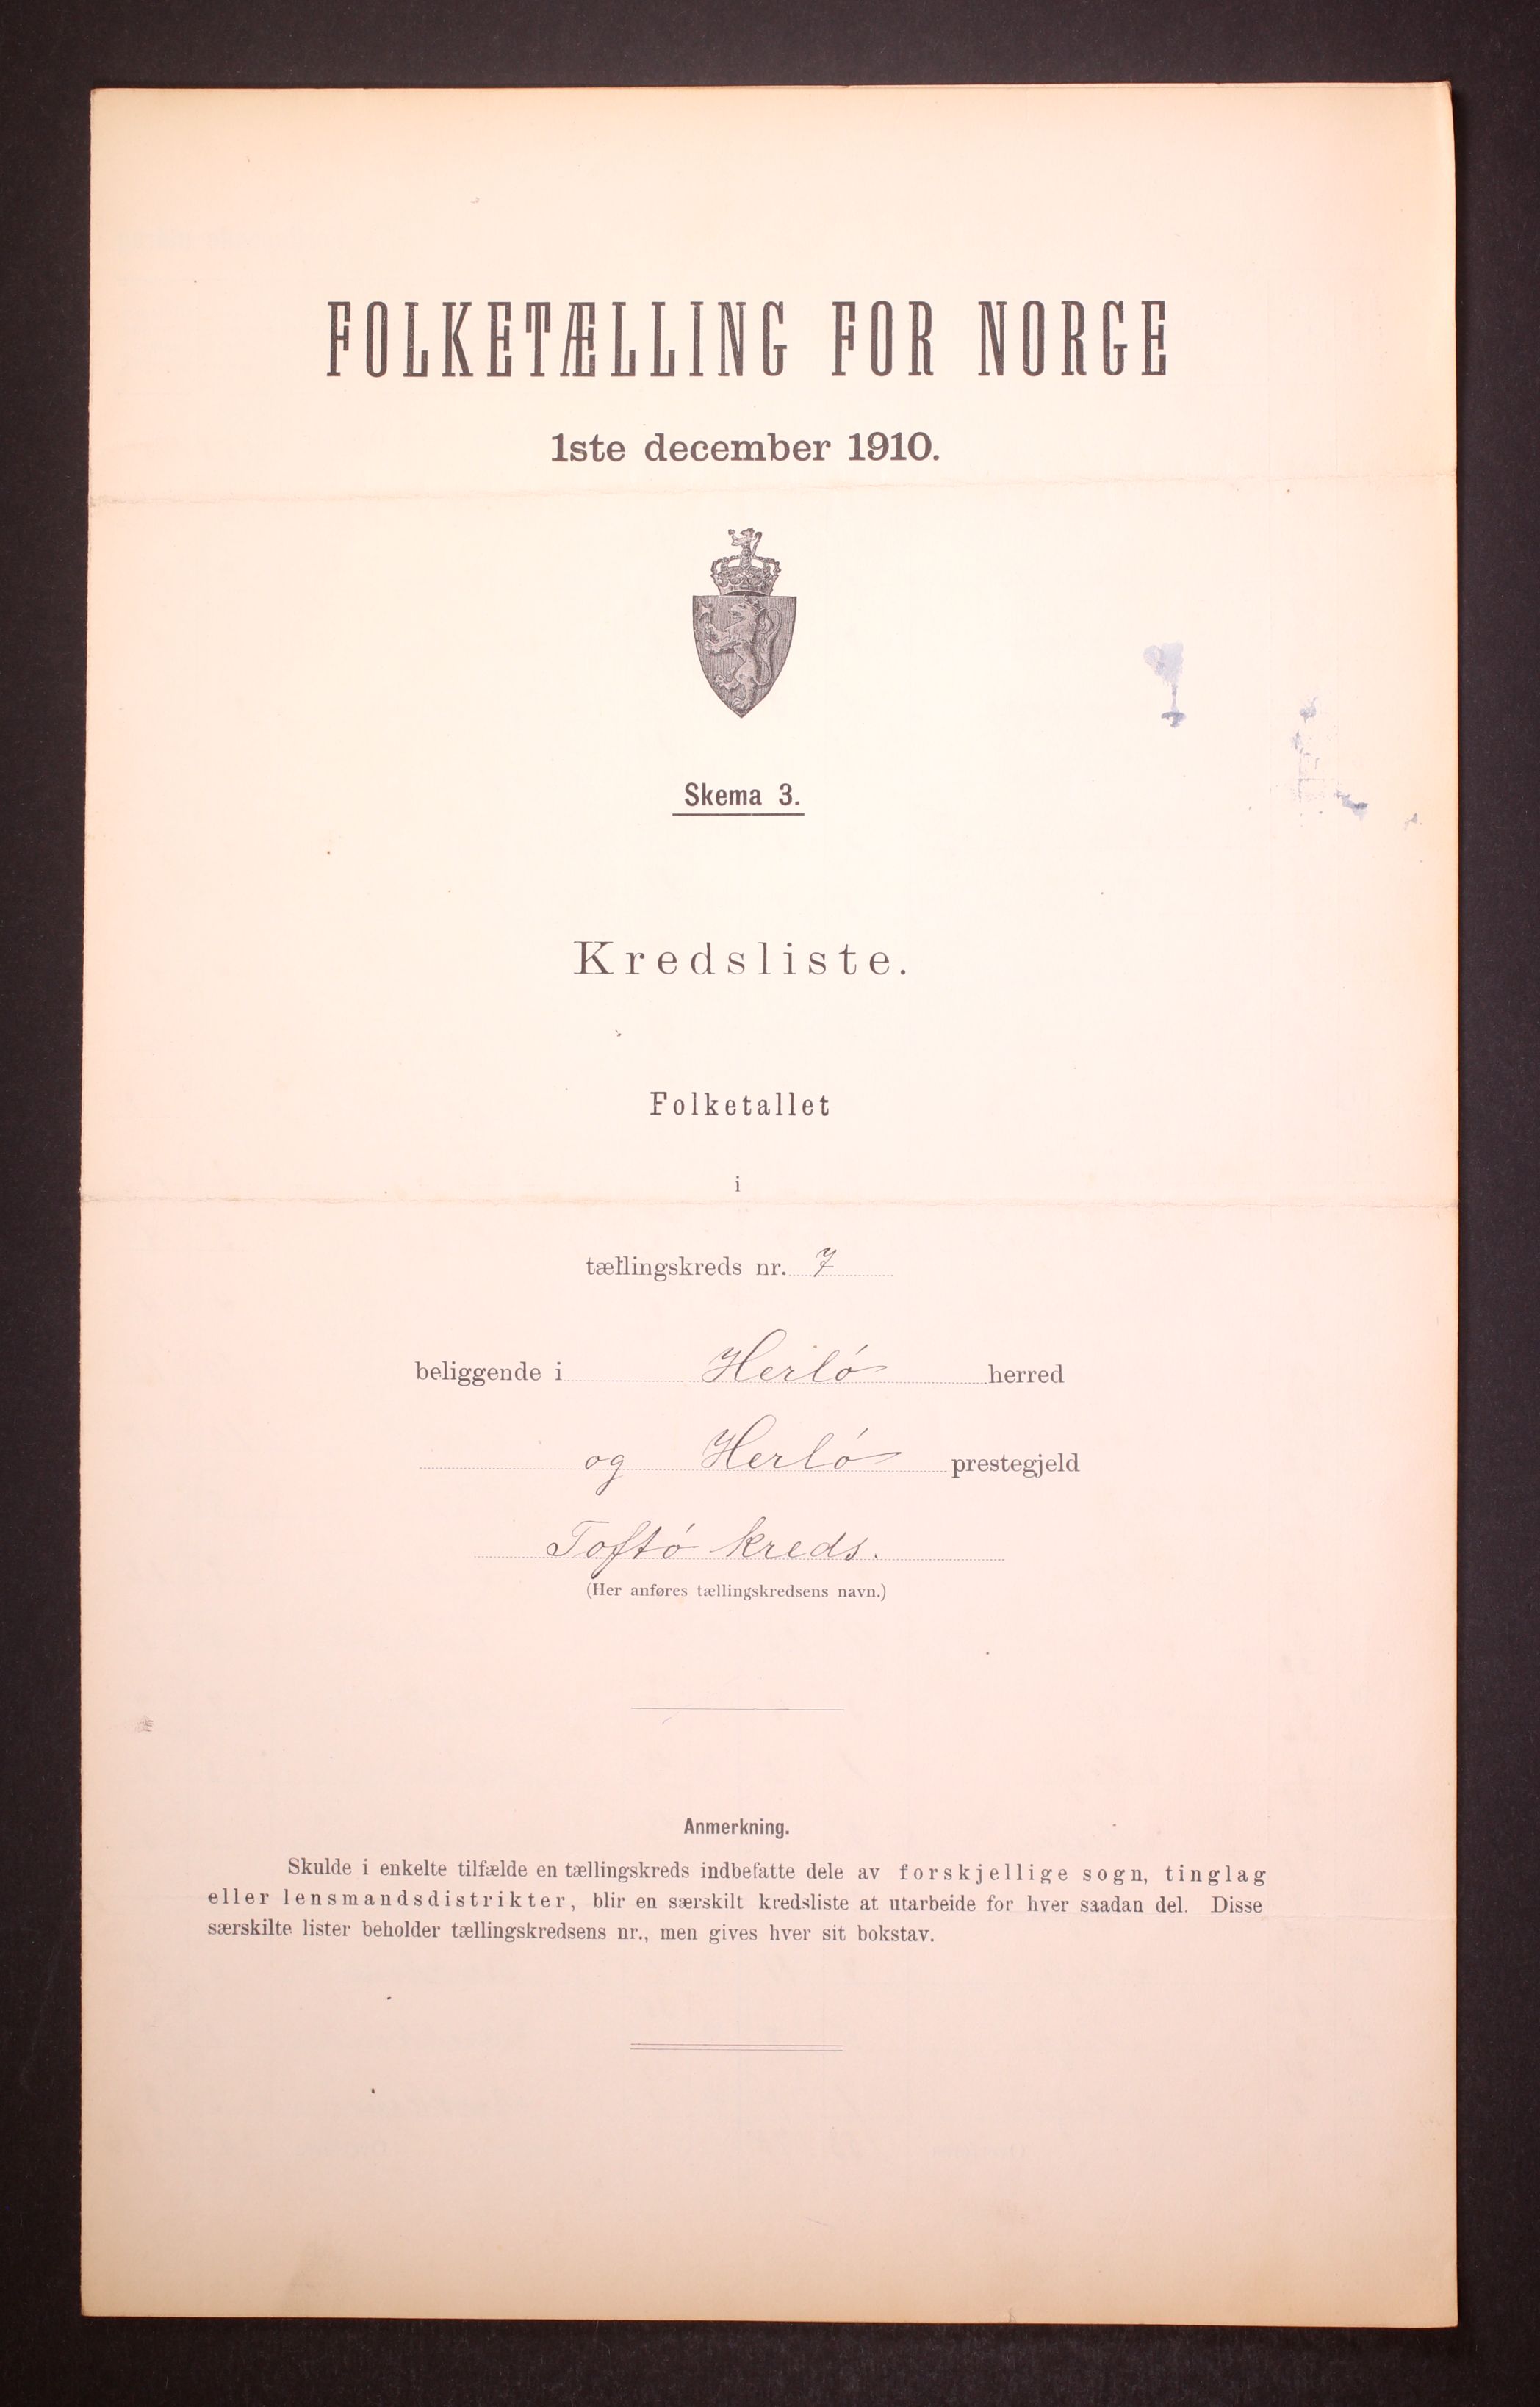 FOLKETÆLLING FOR NORGE
1ste december 1910.
Skema 3.
Kredsliste.
Folketallet
i
tællingskreds nr. 7
beliggende i Herló herred
og Herló prestegjeld
Toftó kreds.
(Her anføres tællingskredsens navn.)
Anmerkning.
Skulde i enkelte tilfælde en tællingskreds indbefatte dele av forskjellige sogn, tinglag
eller lensmandsdistrikter, blir en særskilt kredsliste at utarbeide for hver saadan del. Disse
særskilte lister beholder tællingskredsens nr., men gives hver sit bokstav.